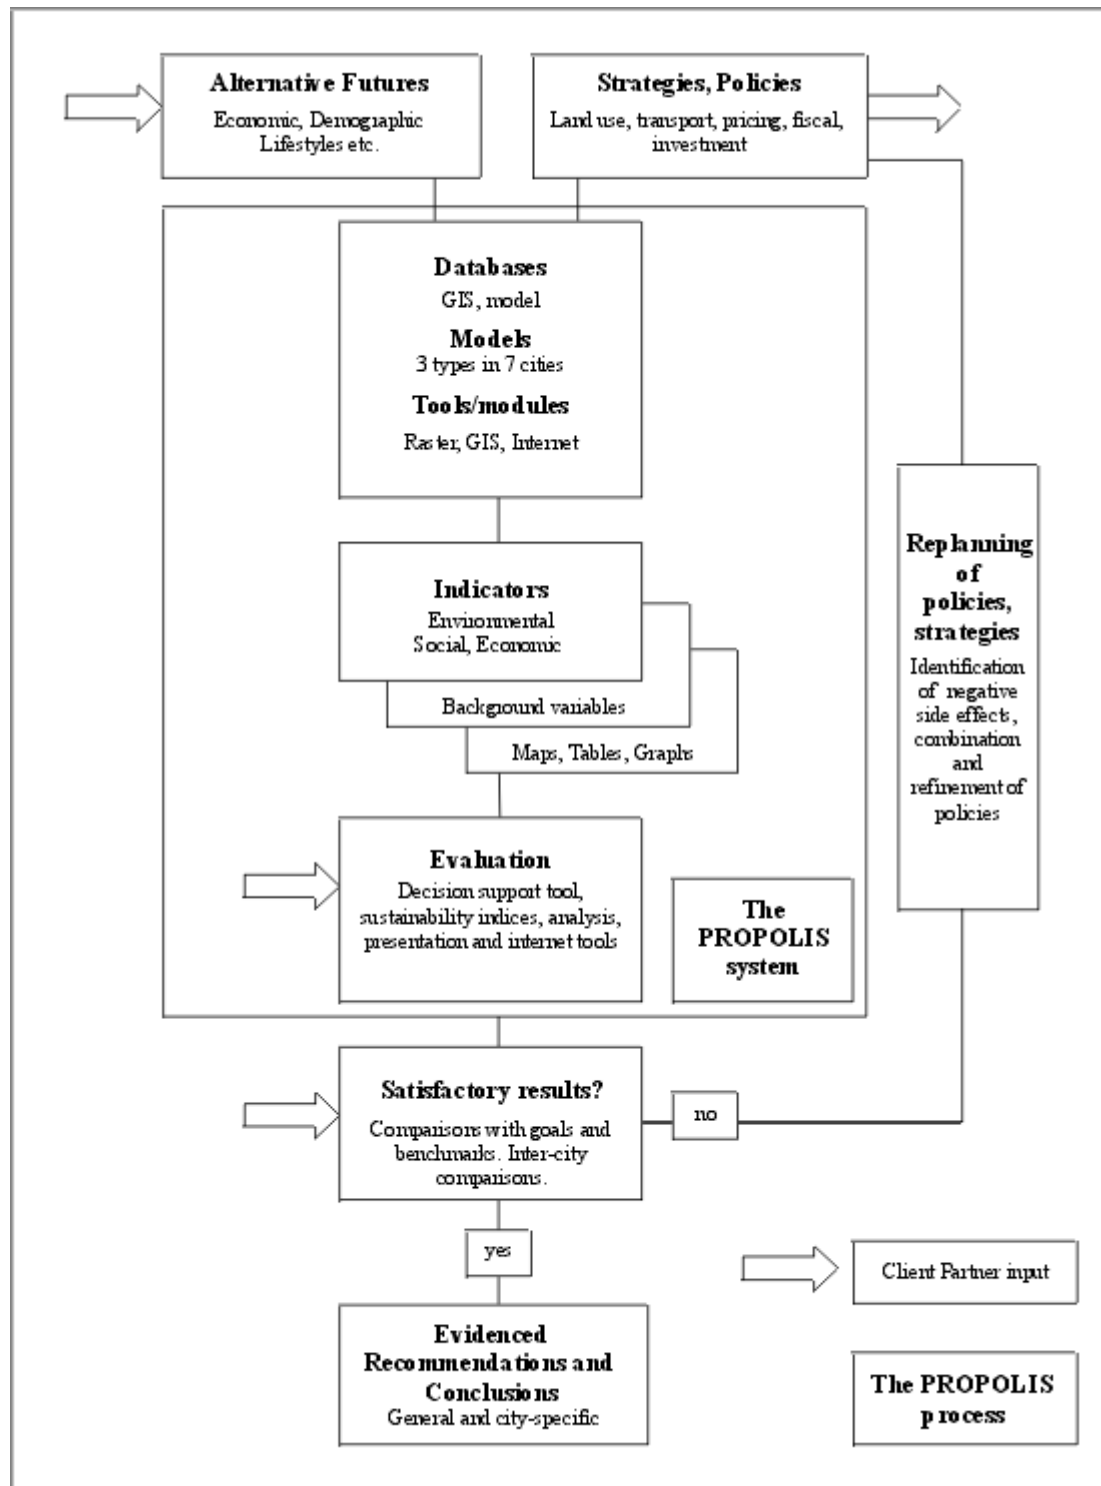 Alternative Futures
Economic, Demographic
Lifestyles etc.
Strategies, Policies
Land use, transport, pricing, fiscal,
investment
Databases
GIS, model
Models
3 types in 7 cities
Tools/modules
Raster, GIS, Internet
Indicators
Environmental
Social, Economic
Background variables
Maps, Tables, Graphs
Evaluation
Decision support tool,
sustainability indices, analysis,
presentation and internet tools
The
PROPOLIS
system
Replanning
of
policies,
strategies
Identification
of negative
side effects,
combination
and
refinement of
policies
Satisfactory results?
Comparisons with goals and
benchmarks. Inter-city
comparisons.
no
yes
Evidenced
Recommendations and
Conclusions
General and city-specific
Client Partner input
The PROPOLIS
process